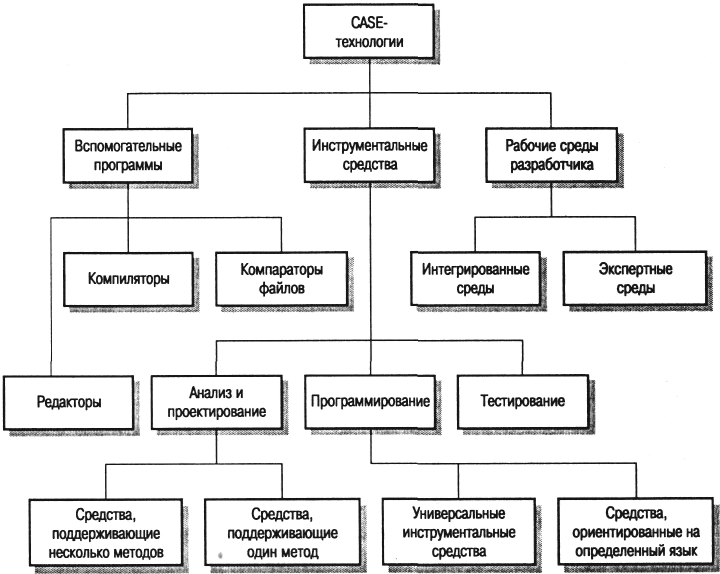 CASE-
технологии
Вспомогательные
программы
Инструментальные
средства
Рабочие среды
разработчика
Компиляторы
Компараторы
файлов
Интегрированные
среды
Экспертные
среды
Редакторы
Анализ и
проектирование
Программирование
Тестирование
Средства,
поддерживающие
несколько методов
Средства,
поддерживающие
один метод
Универсальные
инструментальные
средства
Средства,
ориентированные на
определенный язык